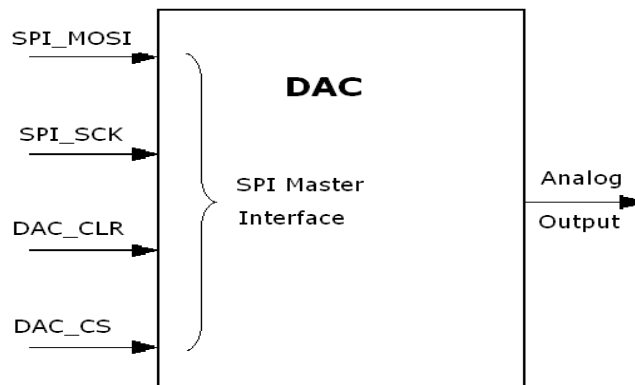 SPI_MOSI
DAC
SPI_SCK
SPI Master
Interface
Analog
Output
DAC_CLR
DAC_CS